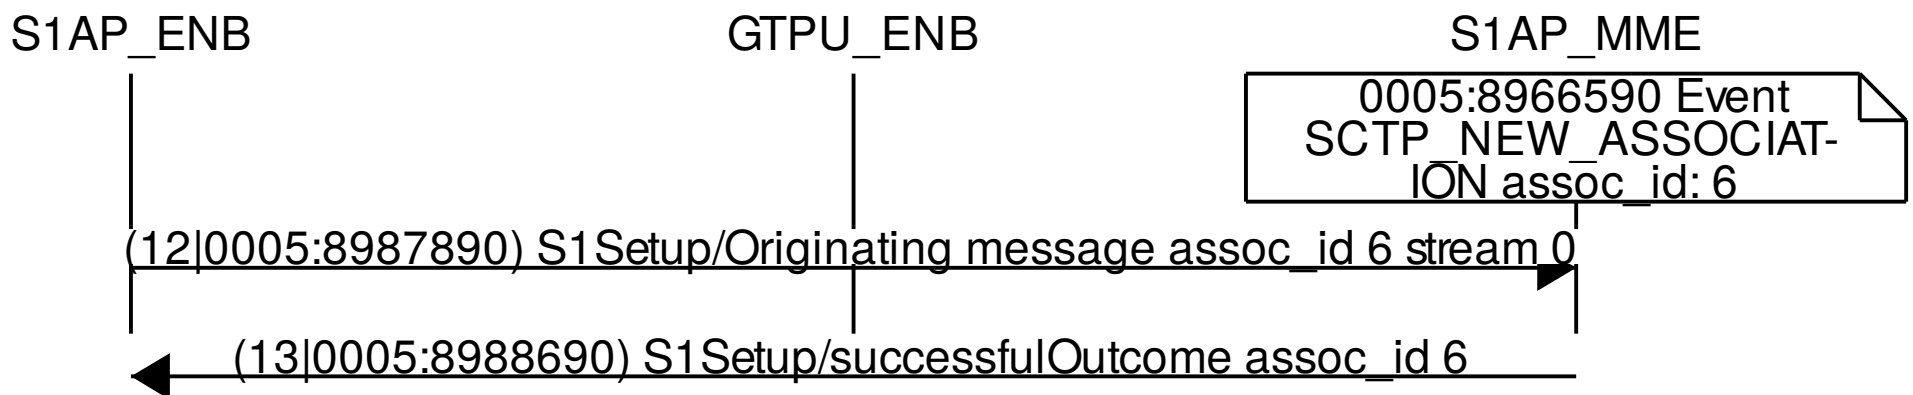 S1AP_ENB GTPU_ENB S1AP_MME
0005:8966590 Event
SCTP_NEW_ASSOCIAT-
ION assoc_id: 6
(12|0005:8987890) S1Setup/Originating message assoc_id 6 stream 0
(13|0005:8988690) S1Setup/successfulOutcome assoc_id 6